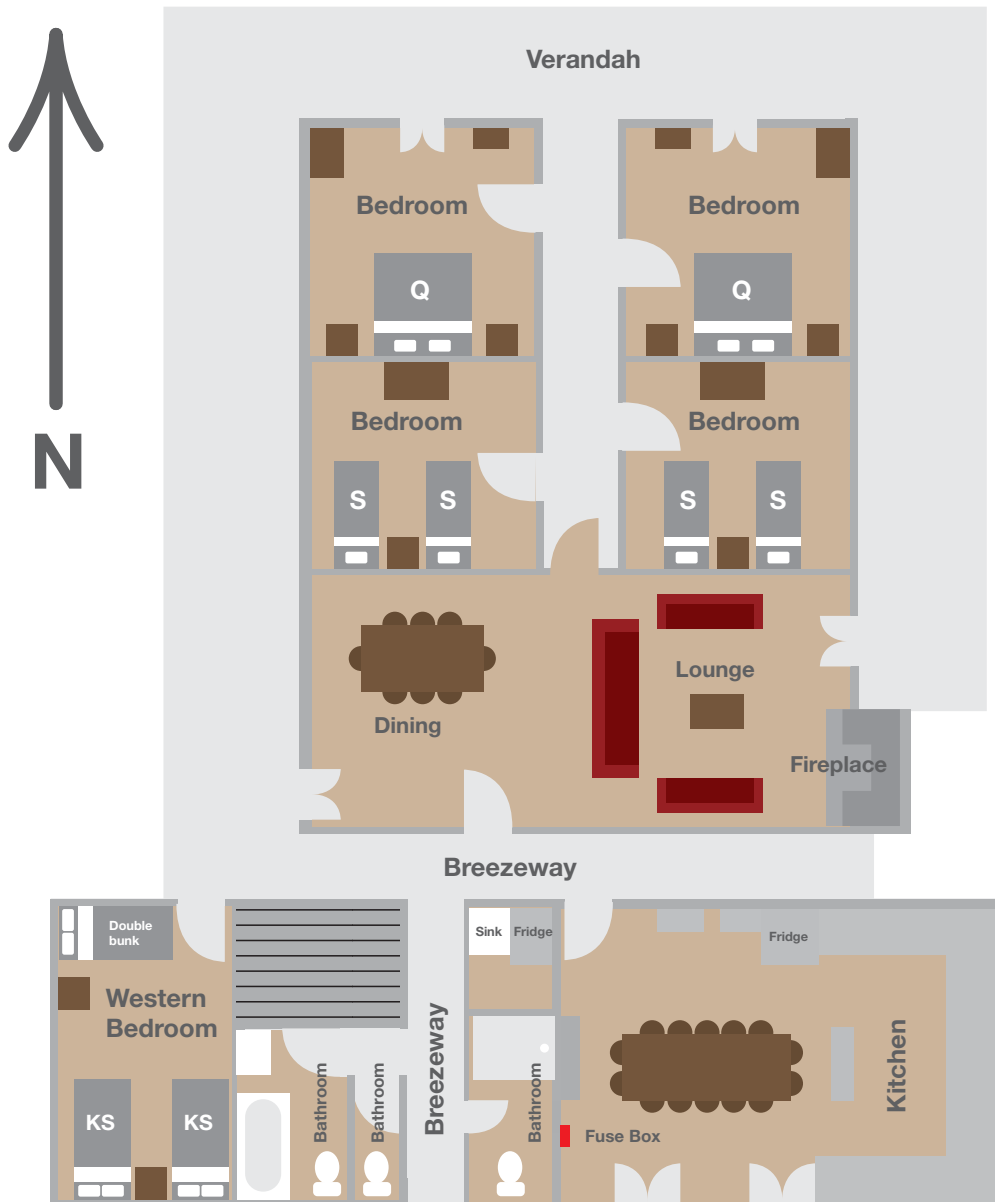 Verandah
N
Bedroom
Bedroom
Q
Q
Bedroom
Bedroom
S
S
S
S
Lounge
Dining
Fireplace
Breezeway
Double
bunk
Sink
Fridge
Fridge
Western
Bedroom
Breezeway
Kitchen
Bathroom
Bathroom
Bathroom
KS
KS
Fuse Box